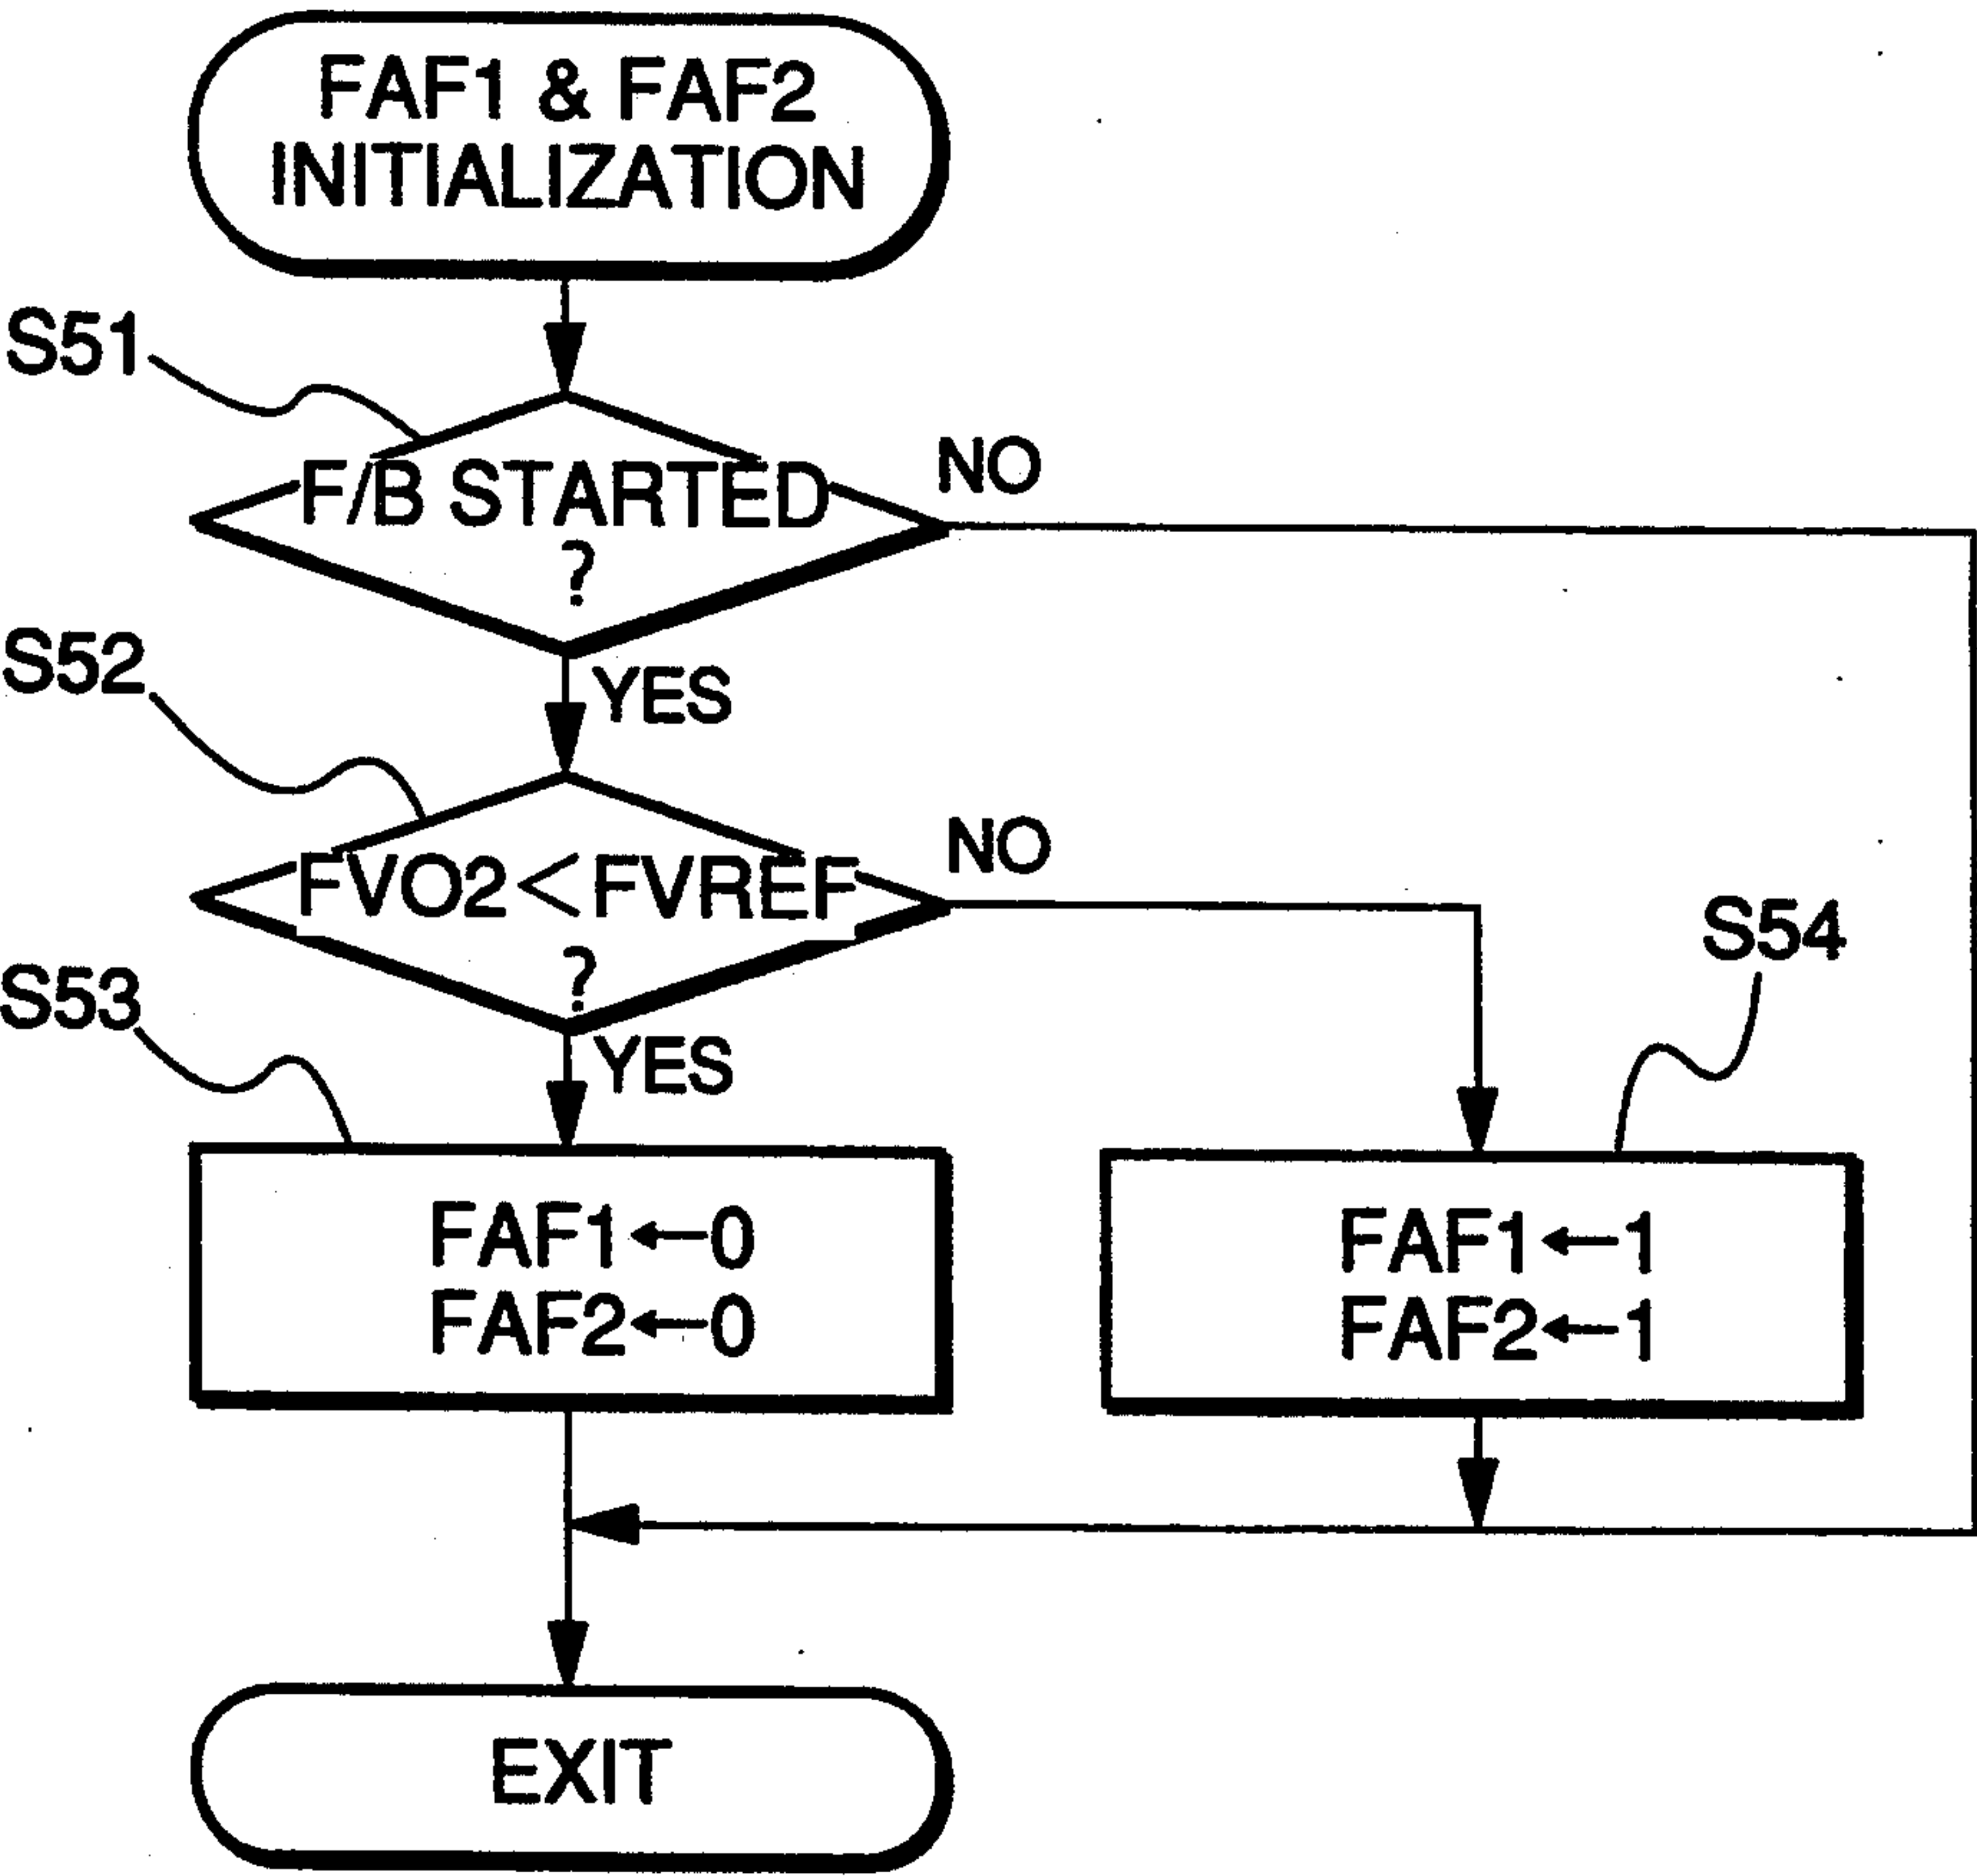 FAF1 & FAF2
INITIALIZATION
S51
F/B STARTED
?
NO
YES
S52
FVO2<FVREF
?
NO
YES
S53
S54
FAF1←0
FAF2←0
FAF1←1
FAF2←1
EXIT